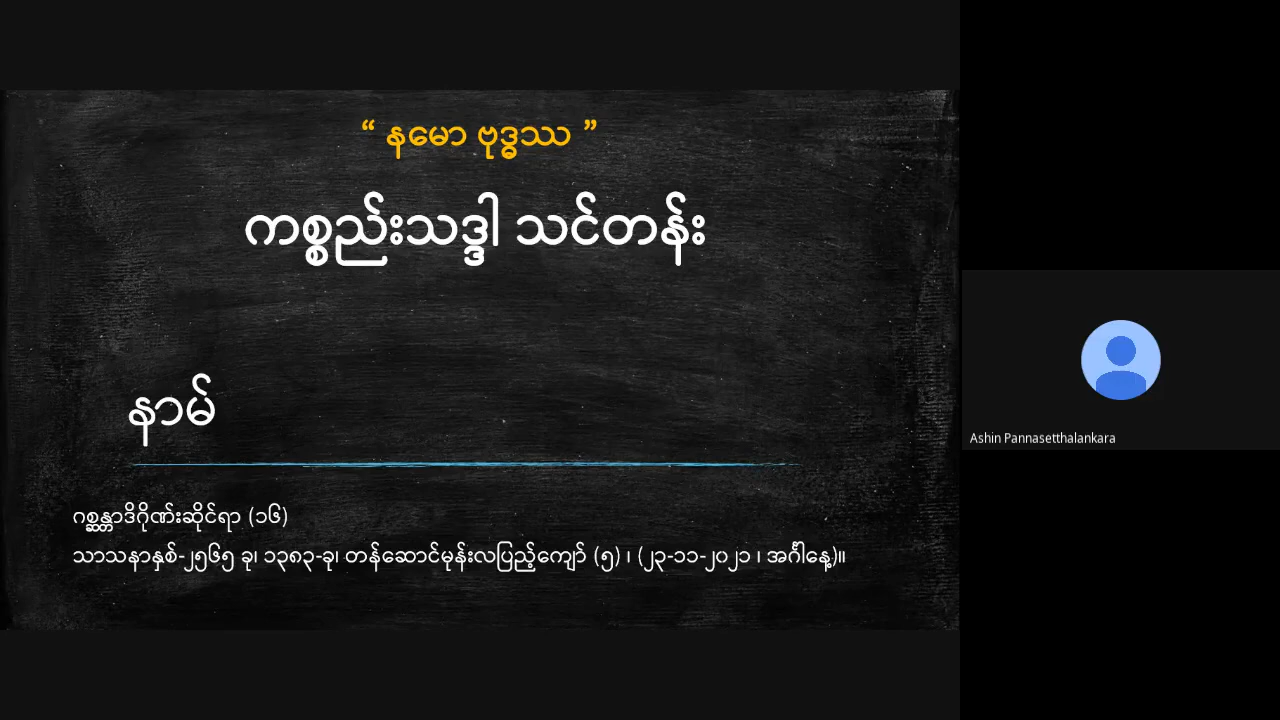 “ နမော ဗုဒ္ဓဿ ”
ကစ္စည်းသဒ္ဒါ သင်တန်း
နာမ်
ဂစ္ဆန္တာဒိဂိုဏ်းဆိုင်ရာ (၁၆)
သာသနာနှစ်-၂၅၆၅ ခု၊ ၁၃၈၃-ခု၊ တန်ဆောင်မုန်းလပြည့်ကျော် (၅) ၊ (၂၃-၁၁-၂၀၂၁ ၊ အင်္ဂါနေ့)။
Ashin Pannasetthalankara